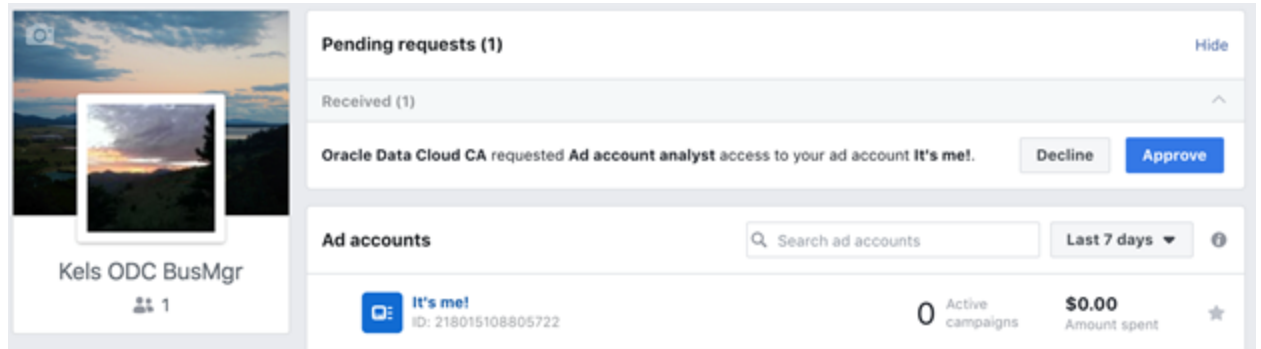 Pending requests (1)
Hide
Received (1)
Oracle Data Cloud CA requested Ad account analyst access to your ad account It's me!.
Decline
Approve
Kels ODC BusMgr
1
Ad accounts
Search ad accounts
Last 7 days
It's me!
ID: 218015108805722
0 Active campaigns
$0.00
Amount spent